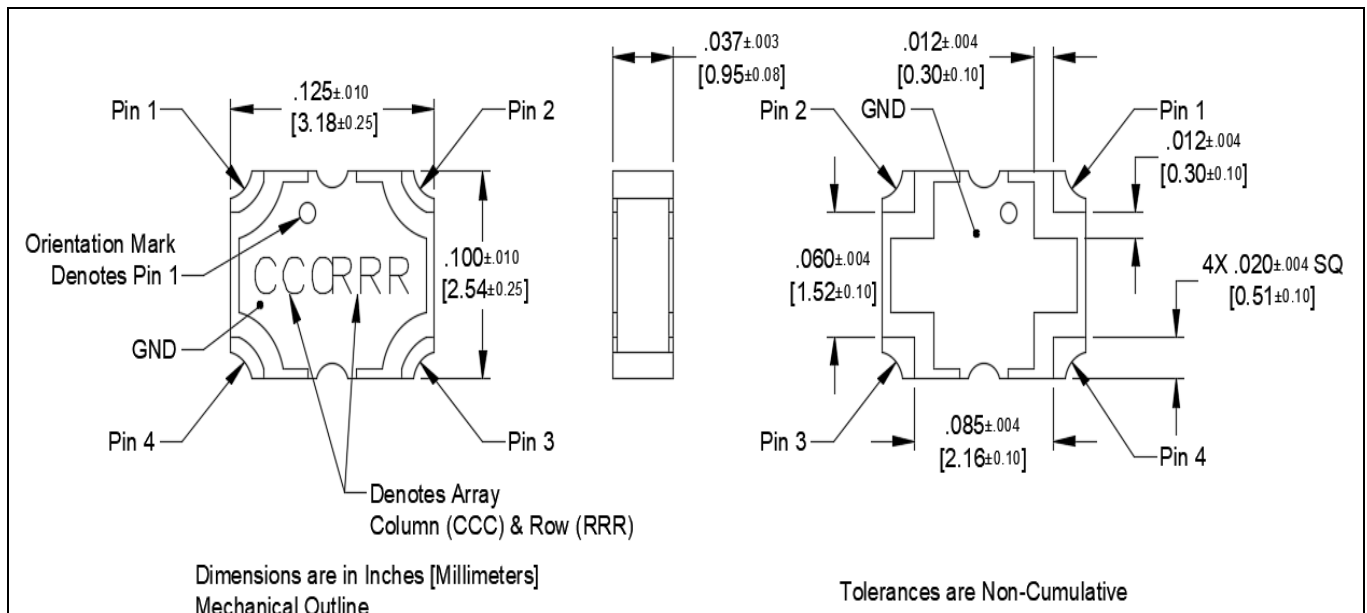 Pin 1
.125±.010
[3.18±0.25]
Pin 2
Orientation Mark
Denotes Pin 1
CCCRRR
.100±.010
[2.54±0.25]
GND
Pin 4
Pin 3
Denotes Array
Column (CCC) & Row (RRR)
Dimensions are in Inches [Millimeters]
Mechanical Outline
.037±.003
[0.95±0.08]
.012±.004
[0.30±0.10]
Pin 2
GND
Pin 1
.012±.004
[0.30±0.10]
.060±.004
[1.52±0.10]
4X .020±.004 SQ
[0.51±0.10]
Pin 3
.085±.004
[2.16±0.10]
Pin 4
Tolerances are Non-Cumulative